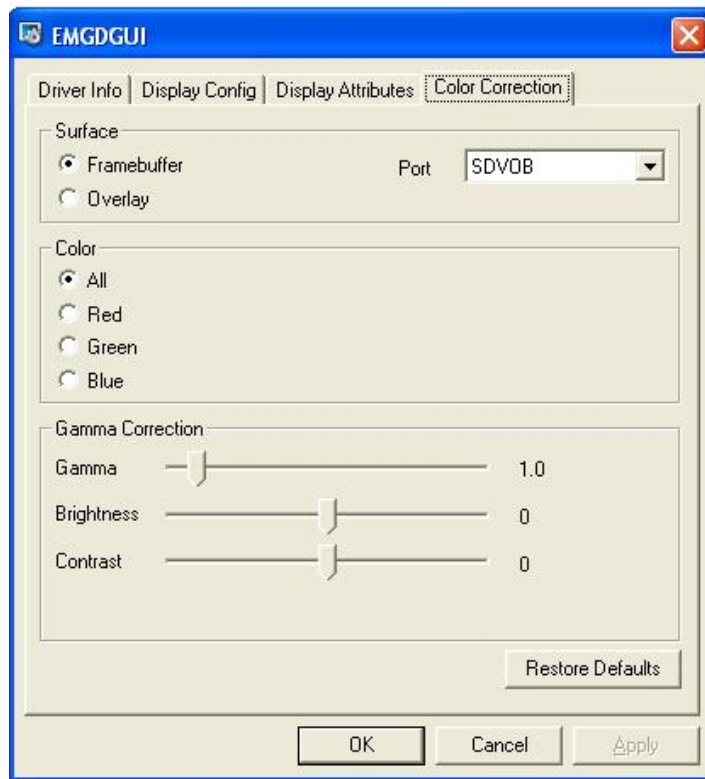 EMGDGUI
Driver Info Display Config Display Attributes Color Correction
Surface
Framebuffer Port SDVOB
Overlay
Color
All
Red
Green
Blue
Gamma Correction
Gamma 1.0
Brightness 0
Contrast 0
Restore Defaults
OK Cancel Apply